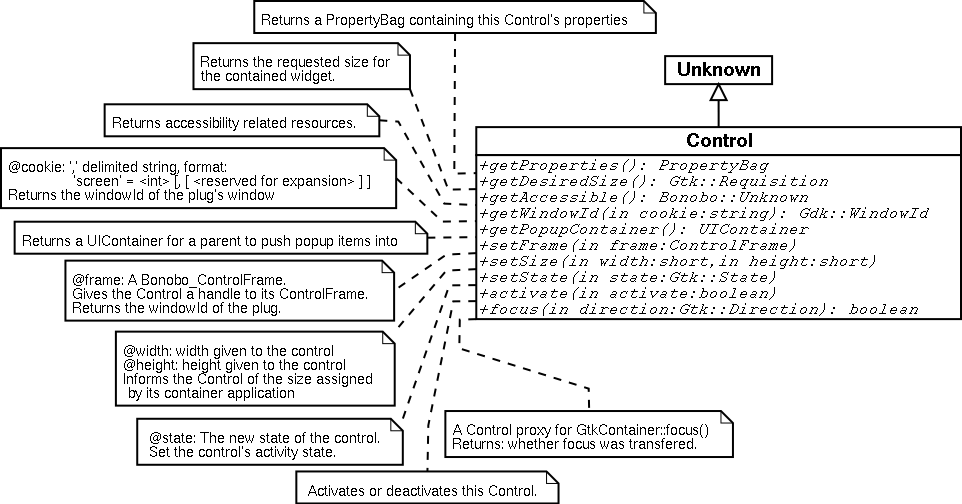 Returns a PropertyBag containing this Control's properties
Returns the requested size for
the contained widget.
Unknown
Returns accessibility related resources.
Control
@cookie: ',' delimited string, format:
'screen' = <int> [, [ <reserved for expansion> ] ]
Returns the windowId of the plug's window
+getProperties(): PropertyBag
+getDesiredSize(): Gtk::Requisition
+getAccessible(): Bonobo::Unknown
+getWindowId(in cookie:string): Gdk::WindowId
+getPopupContainer(): UIContainer
+setFrame(in frame:ControlFrame)
+setSize(in width:short,in height:short)
+setState(in state:Gtk::State)
+activate(in activate:boolean)
+focus(in direction:Gtk::Direction): boolean
Returns a UIContainer for a parent to push popup items into
@frame: A Bonobo_ControlFrame.
Gives the Control a handle to its ControlFrame.
Returns the windowId of the plug.
@width: width given to the control
@height: height given to the control
Informs the Control of the size assigned
by its container application
@state: The new state of the control.
Set the control's activity state.
A Control proxy for GtkContainer::focus()
Returns: whether focus was transfered.
Activates or deactivates this Control.